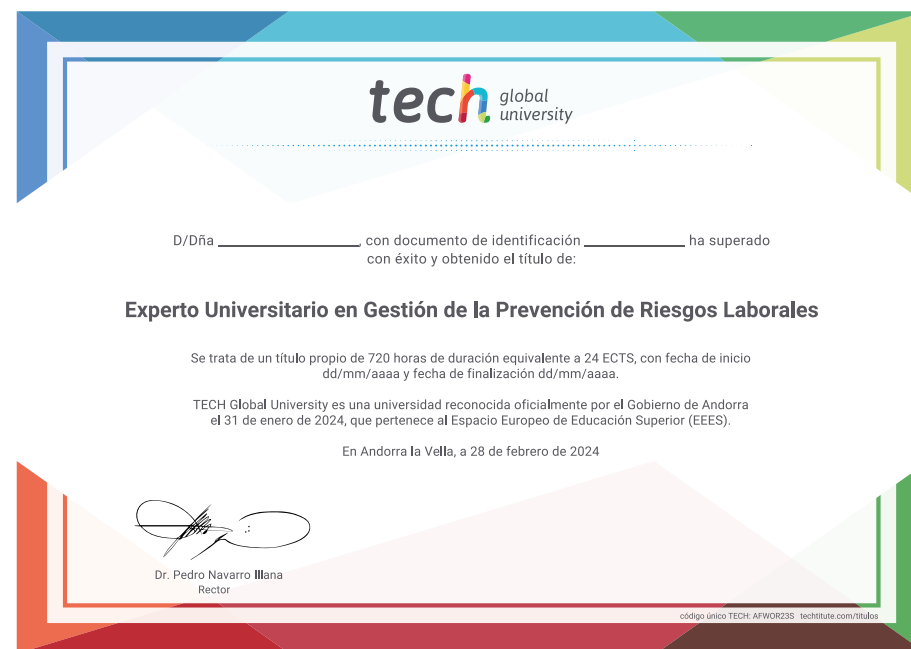 tech global
university
D/Dña ____________, con documento de identificación ____________ ha superado
con éxito y obtenido el título de:
Experto Universitario en Gestión de la Prevención de Riesgos Laborales
Se trata de un título propio de 720 horas de duración equivalente a 24 ECTS, con fecha de inicio
dd/mm/aaaa y fecha de finalización dd/mm/aaaa.
TECH Global University es una universidad reconocida oficialmente por el Gobierno de Andorra
el 31 de enero de 2024, que pertenece al Espacio Europeo de Educación Superior (EEES).
En Andorra la Vella, a 28 de febrero de 2024
Dr. Pedro Navarro Illana
Rector
código único TECH: AFWOR23S techtitute.com/titulos